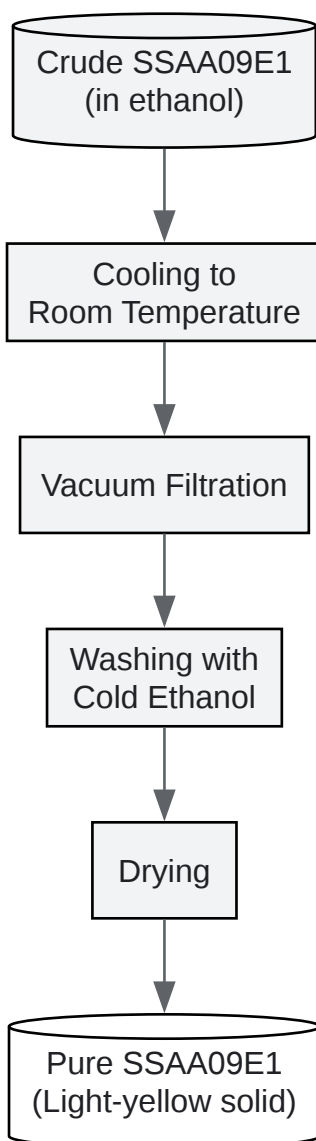 Crude SSAA09E1
(in ethanol)
Cooling to
Room Temperature
Vacuum Filtration
Washing with
Cold Ethanol
Drying
Pure SSAA09E1
(Light-yellow solid)